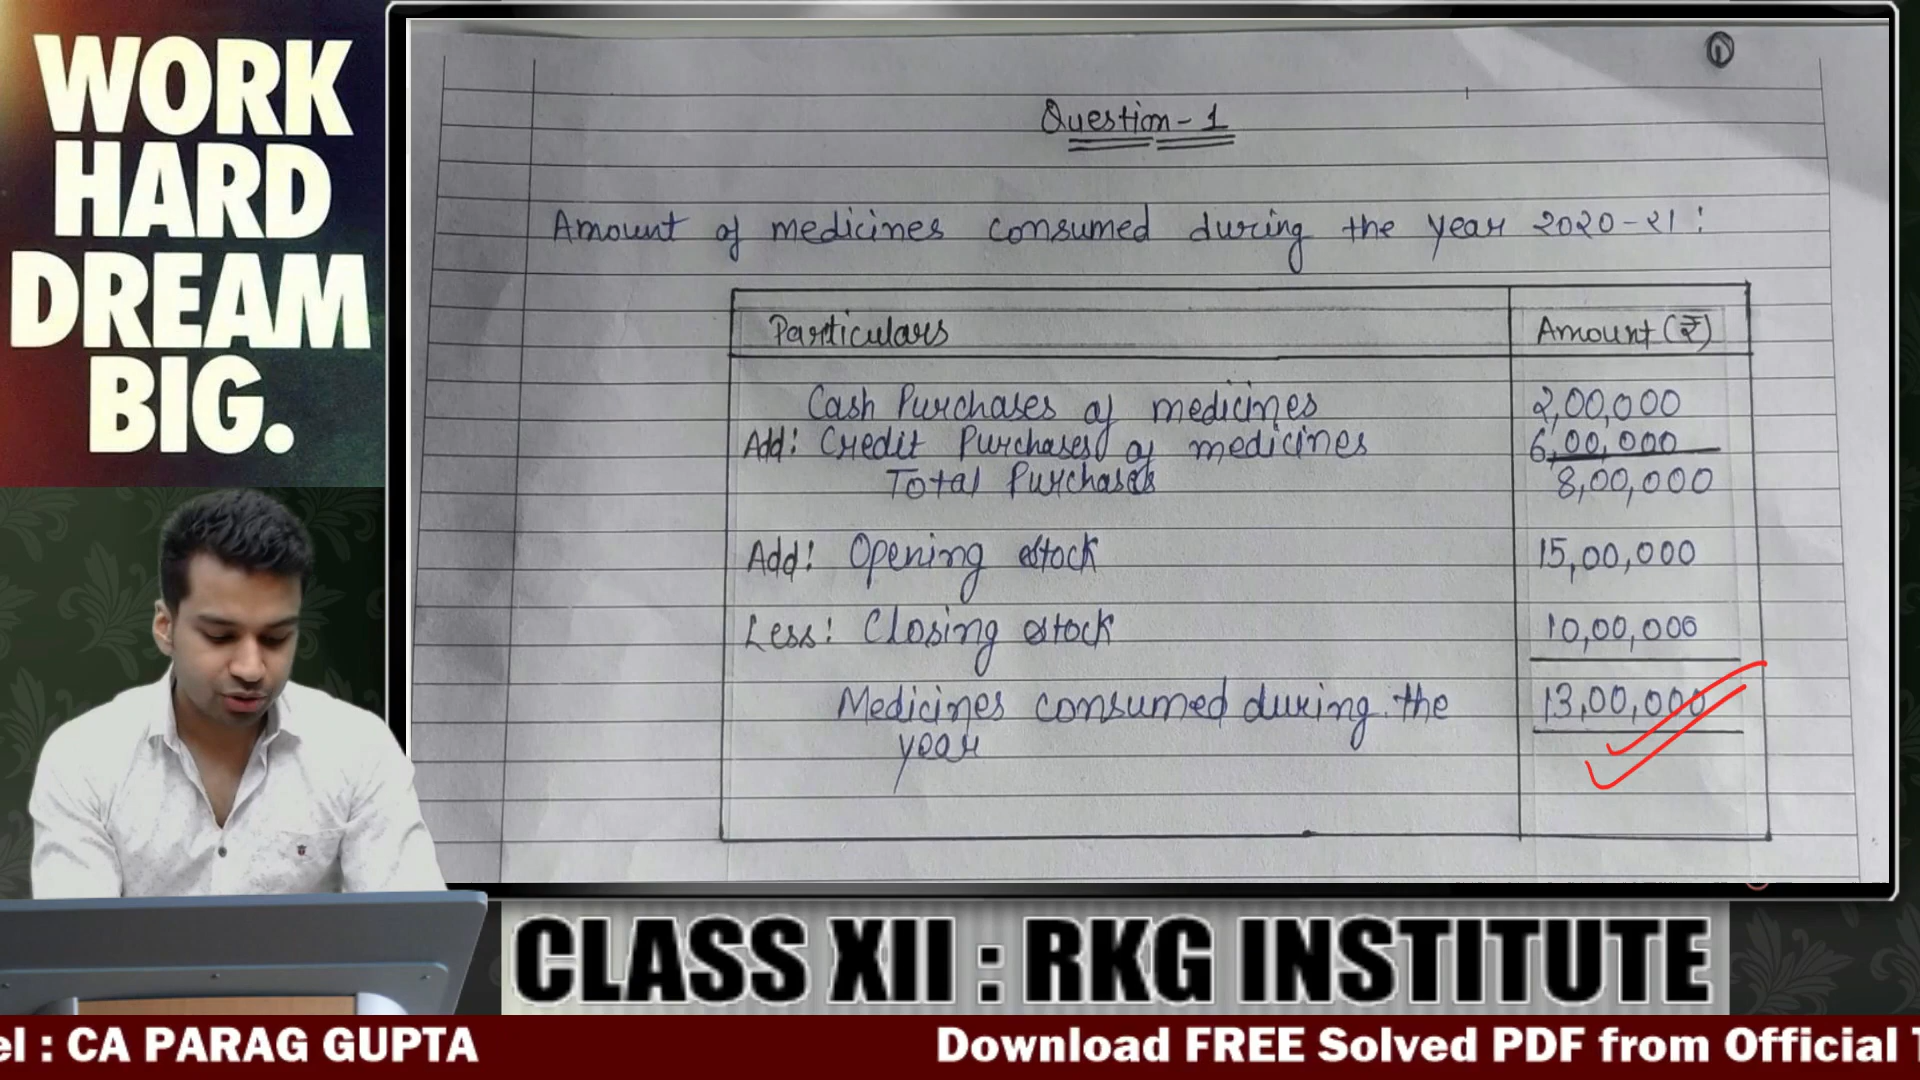 WORK
HARD
DREAM
BIG.
1
Question - 1
Amount of medicines consumed during the year 2020-21:
Particulars Amount (₹)
Cash Purchases of medicines 2,00,000
Add: Credit Purchases of medicines 6,00,000
Total Purchases 8,00,000
Add: Opening stock 15,00,000
Less: Closing stock 10,00,000
Medicines consumed during the 13,00,000
year
CLASS XII : RKG INSTITUTE
el : CA PARAG GUPTA Download FREE Solved PDF from Official